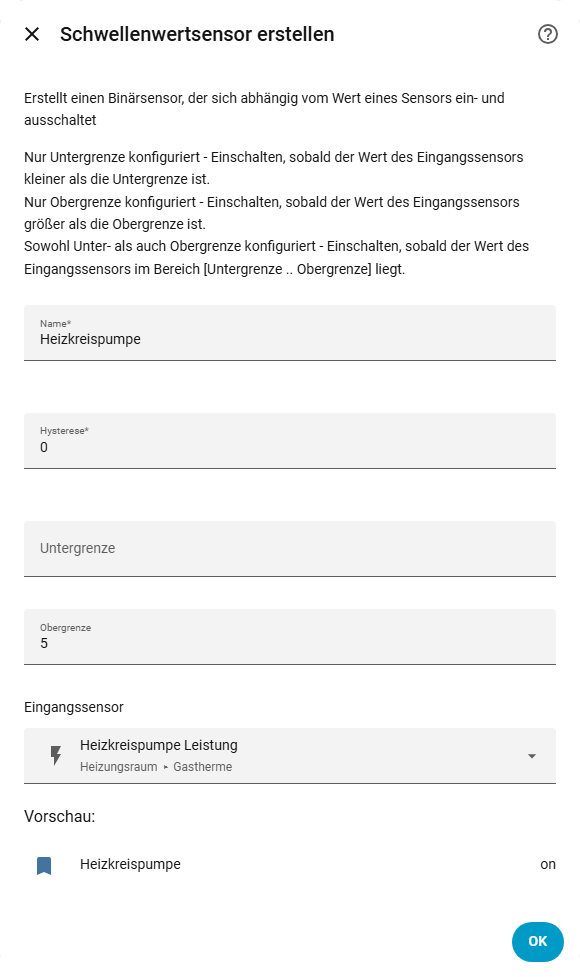 Schwellenwertsensor erstellen
Erstellt einen Binärsensor, der sich abhängig vom Wert eines Sensors ein- und
ausschaltet
Nur Untergrenze konfiguriert - Einschalten, sobald der Wert des Eingangssensors
kleiner als die Untergrenze ist.
Nur Obergrenze konfiguriert - Einschalten, sobald der Wert des Eingangssensors
größer als die Obergrenze ist.
Sowohl Unter- als auch Obergrenze konfiguriert - Einschalten, sobald der Wert des
Eingangssensors im Bereich [Untergrenze .. Obergrenze] liegt.
Name*
Heizkreispumpe
Hysterese*
0
Untergrenze
Obergrenze
5
Eingangssensor
Heizkreispumpe Leistung
Heizungsraum ▸ Gastherme
Vorschau:
Heizkreispumpe on
OK